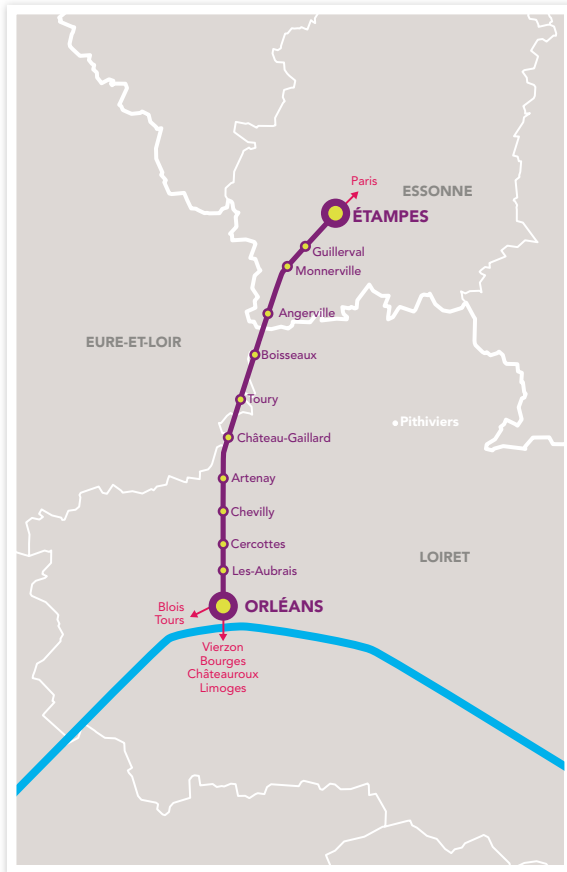 Paris
ESSONNE
ÉTAMPES
Guillerval
Monnerville
Angerville
EURE-ET-LOIR
Boisseaux
Toury
Pithiviers
Château-Gaillard
Artenay
Chevilly
Cercottes
LOIRET
Les-Aubrais
Blois
Tours
ORLÉANS
Vierzon
Bourges
Châteauroux
Limoges